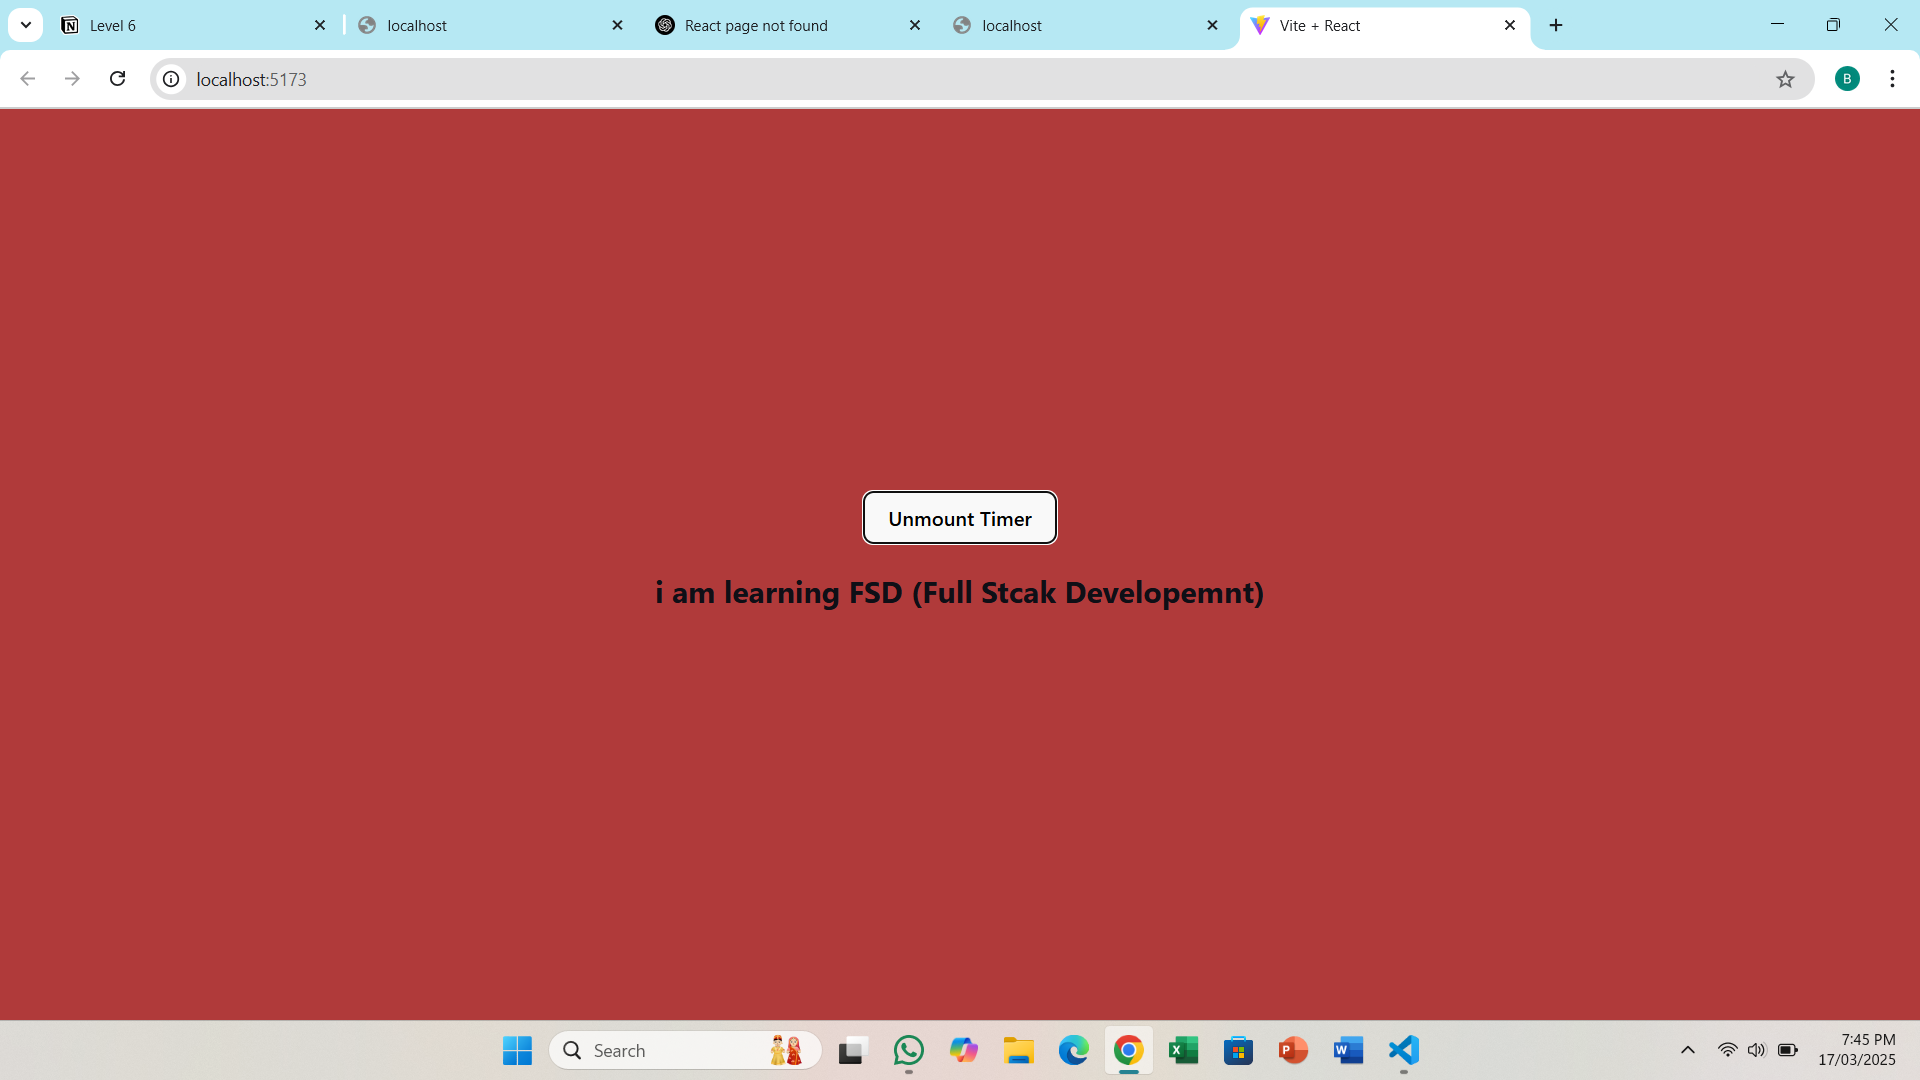 Level 6
localhost
React page not found
localhost
Vite + React
localhost:5173
B
Unmount Timer
i am learning FSD (Full Stcak Developemnt)
Search
7:45 PM
17/03/2025